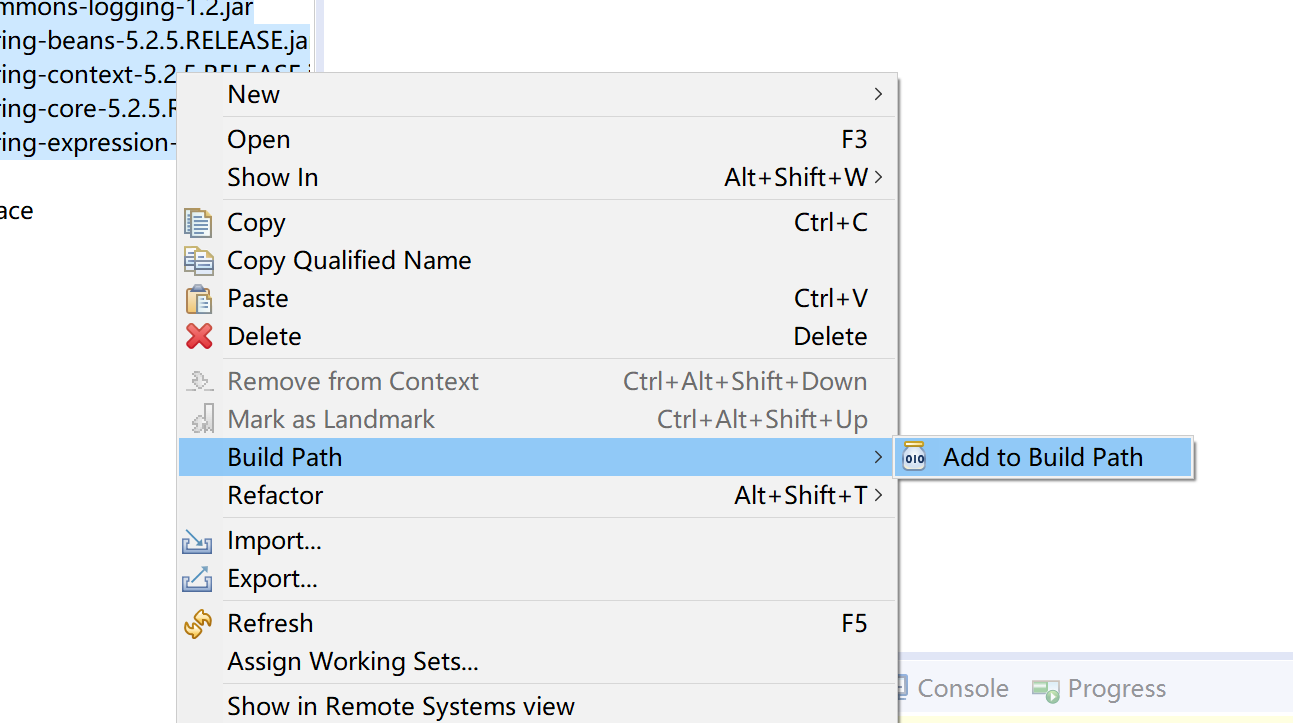 mmons-logging-1.2.jar
ring-beans-5.2.5.RELEASE.ja
ring-context-5.2.5.RELEASE.
ring-core-5.2.5.R
ring-expression-
ace
New
Open F3
Show In Alt+Shift+W
Copy Ctrl+C
Copy Qualified Name
Paste Ctrl+V
Delete Delete
Remove from Context Ctrl+Alt+Shift+Down
Mark as Landmark Ctrl+Alt+Shift+Up
Build Path
010 Add to Build Path
Refactor Alt+Shift+T
Import...
Export...
Refresh F5
Assign Working Sets...
Show in Remote Systems view
Console Progress